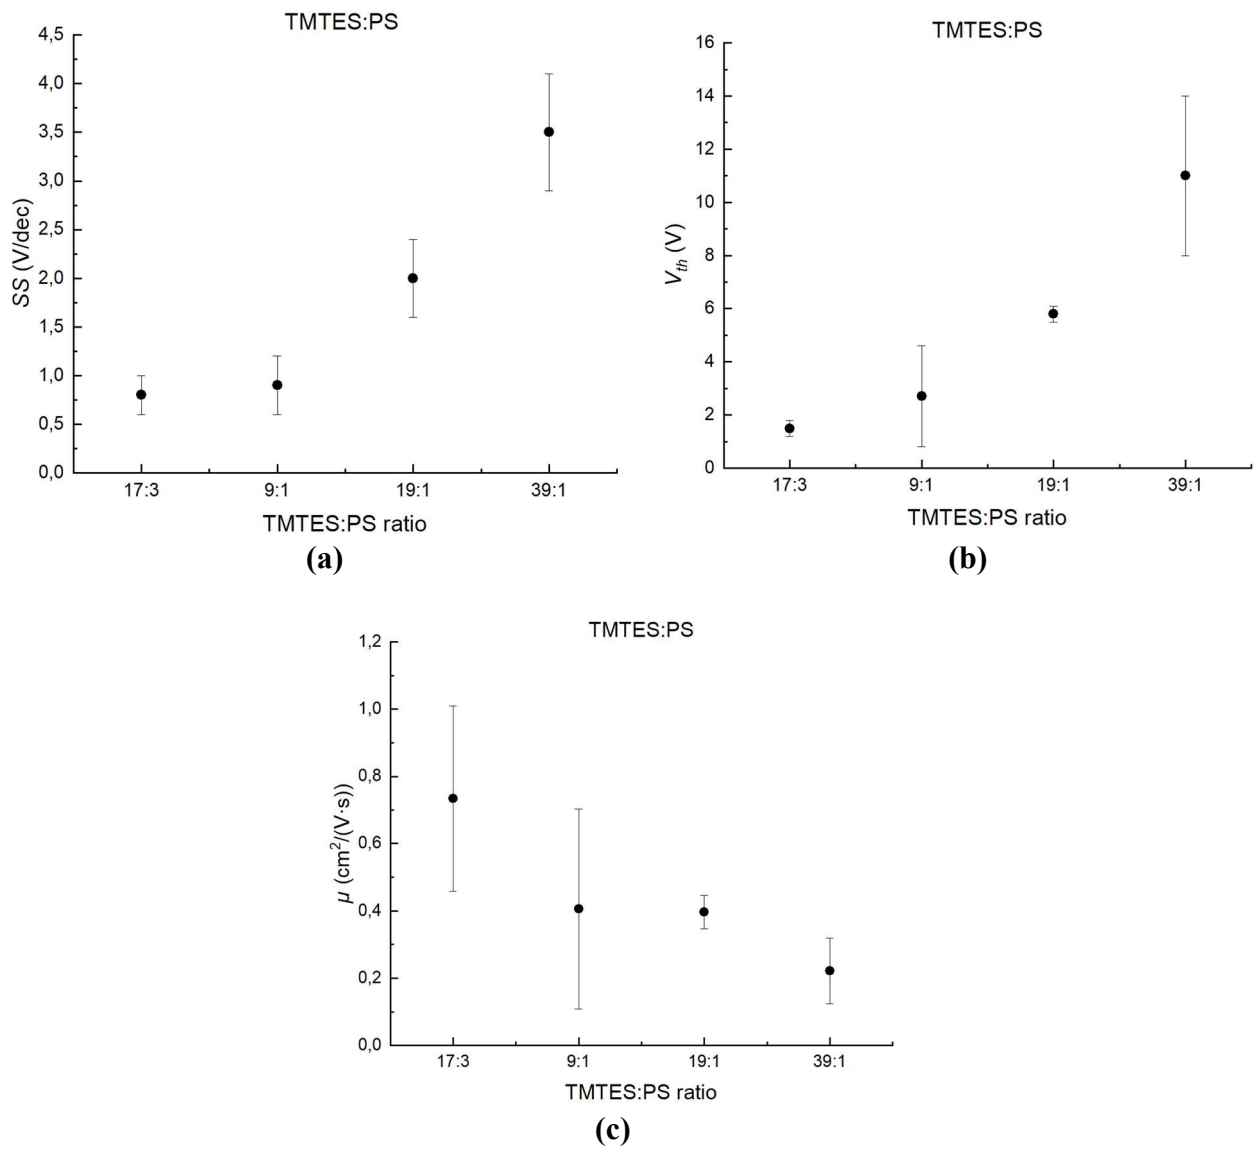 TMTES:PS
SS (V/dec)
4,5
4,0
3,5
3,0
2,5
2,0
1,5
1,0
0,5
0,0
17:3 9:1 19:1 39:1
TMTES:PS ratio
(a)
TMTES:PS
Vth (V)
16
14
12
10
8
6
4
2
0
17:3 9:1 19:1 39:1
TMTES:PS ratio
(b)
TMTES:PS
μ (cm²/(V·s))
1,2
1,0
0,8
0,6
0,4
0,2
0,0
17:3 9:1 19:1 39:1
TMTES:PS ratio
(c)